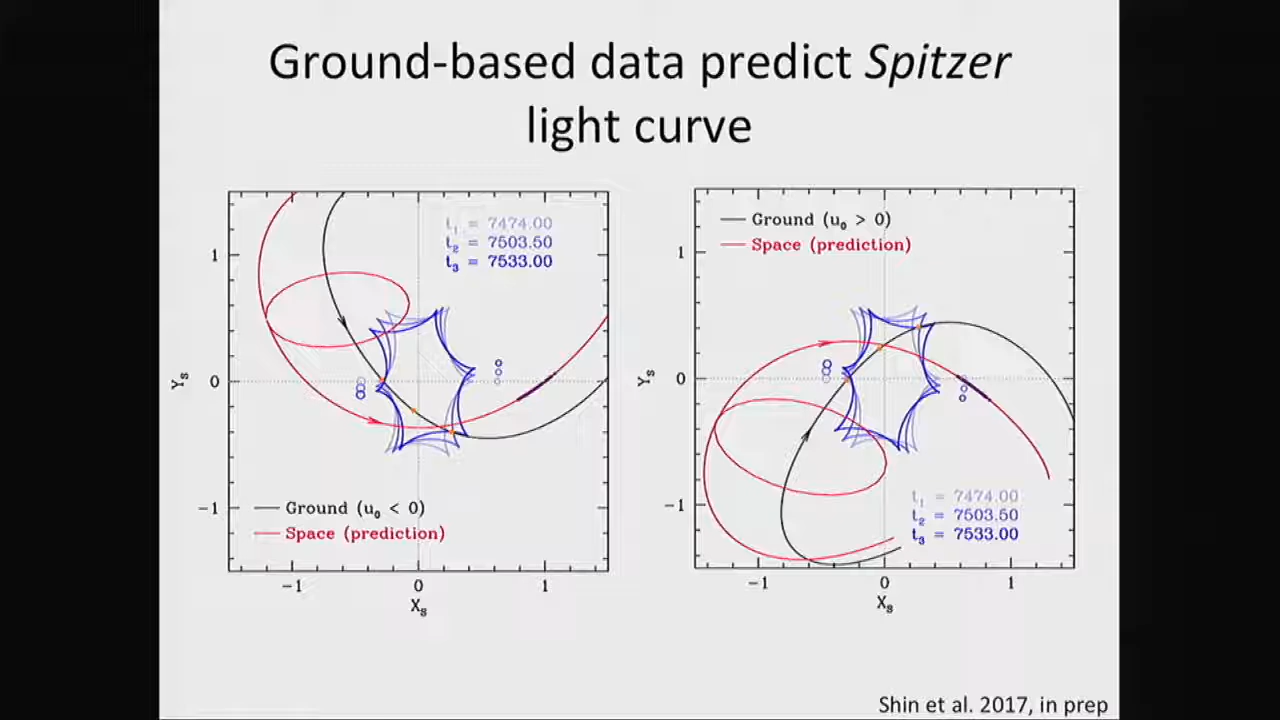 Ground-based data predict Spitzer
light curve
t₁ = 7474.00
t₂ = 7503.50
t₃ = 7533.00
1
0
−1
Yₛ
Ground (u₀ < 0)
Space (prediction)
−1
0
1
Xₛ
Ground (u₀ > 0)
Space (prediction)
1
0
−1
Yₛ
t₁ = 7474.00
t₂ = 7503.50
t₃ = 7533.00
−1
0
1
Xₛ
Shin et al. 2017, in prep